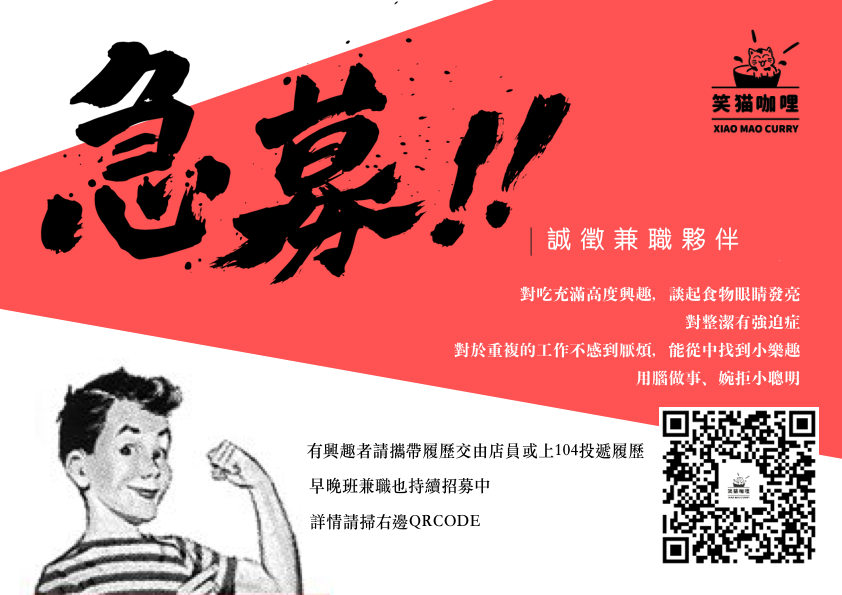 急募!!
笑猫咖哩
XIAO MAO CURRY
誠徵兼職夥伴
對吃充滿高度興趣，談起食物眼睛發亮
對整潔有強迫症
對於重複的工作不感到厭煩，能從中找到小樂趣
用腦做事、婉拒小聰明
有興趣者請攜帶履歷交由店員或上104投遞履歷
早晚班兼職也持續招募中
詳情請掃右邊QRCODE
笑猫咖哩